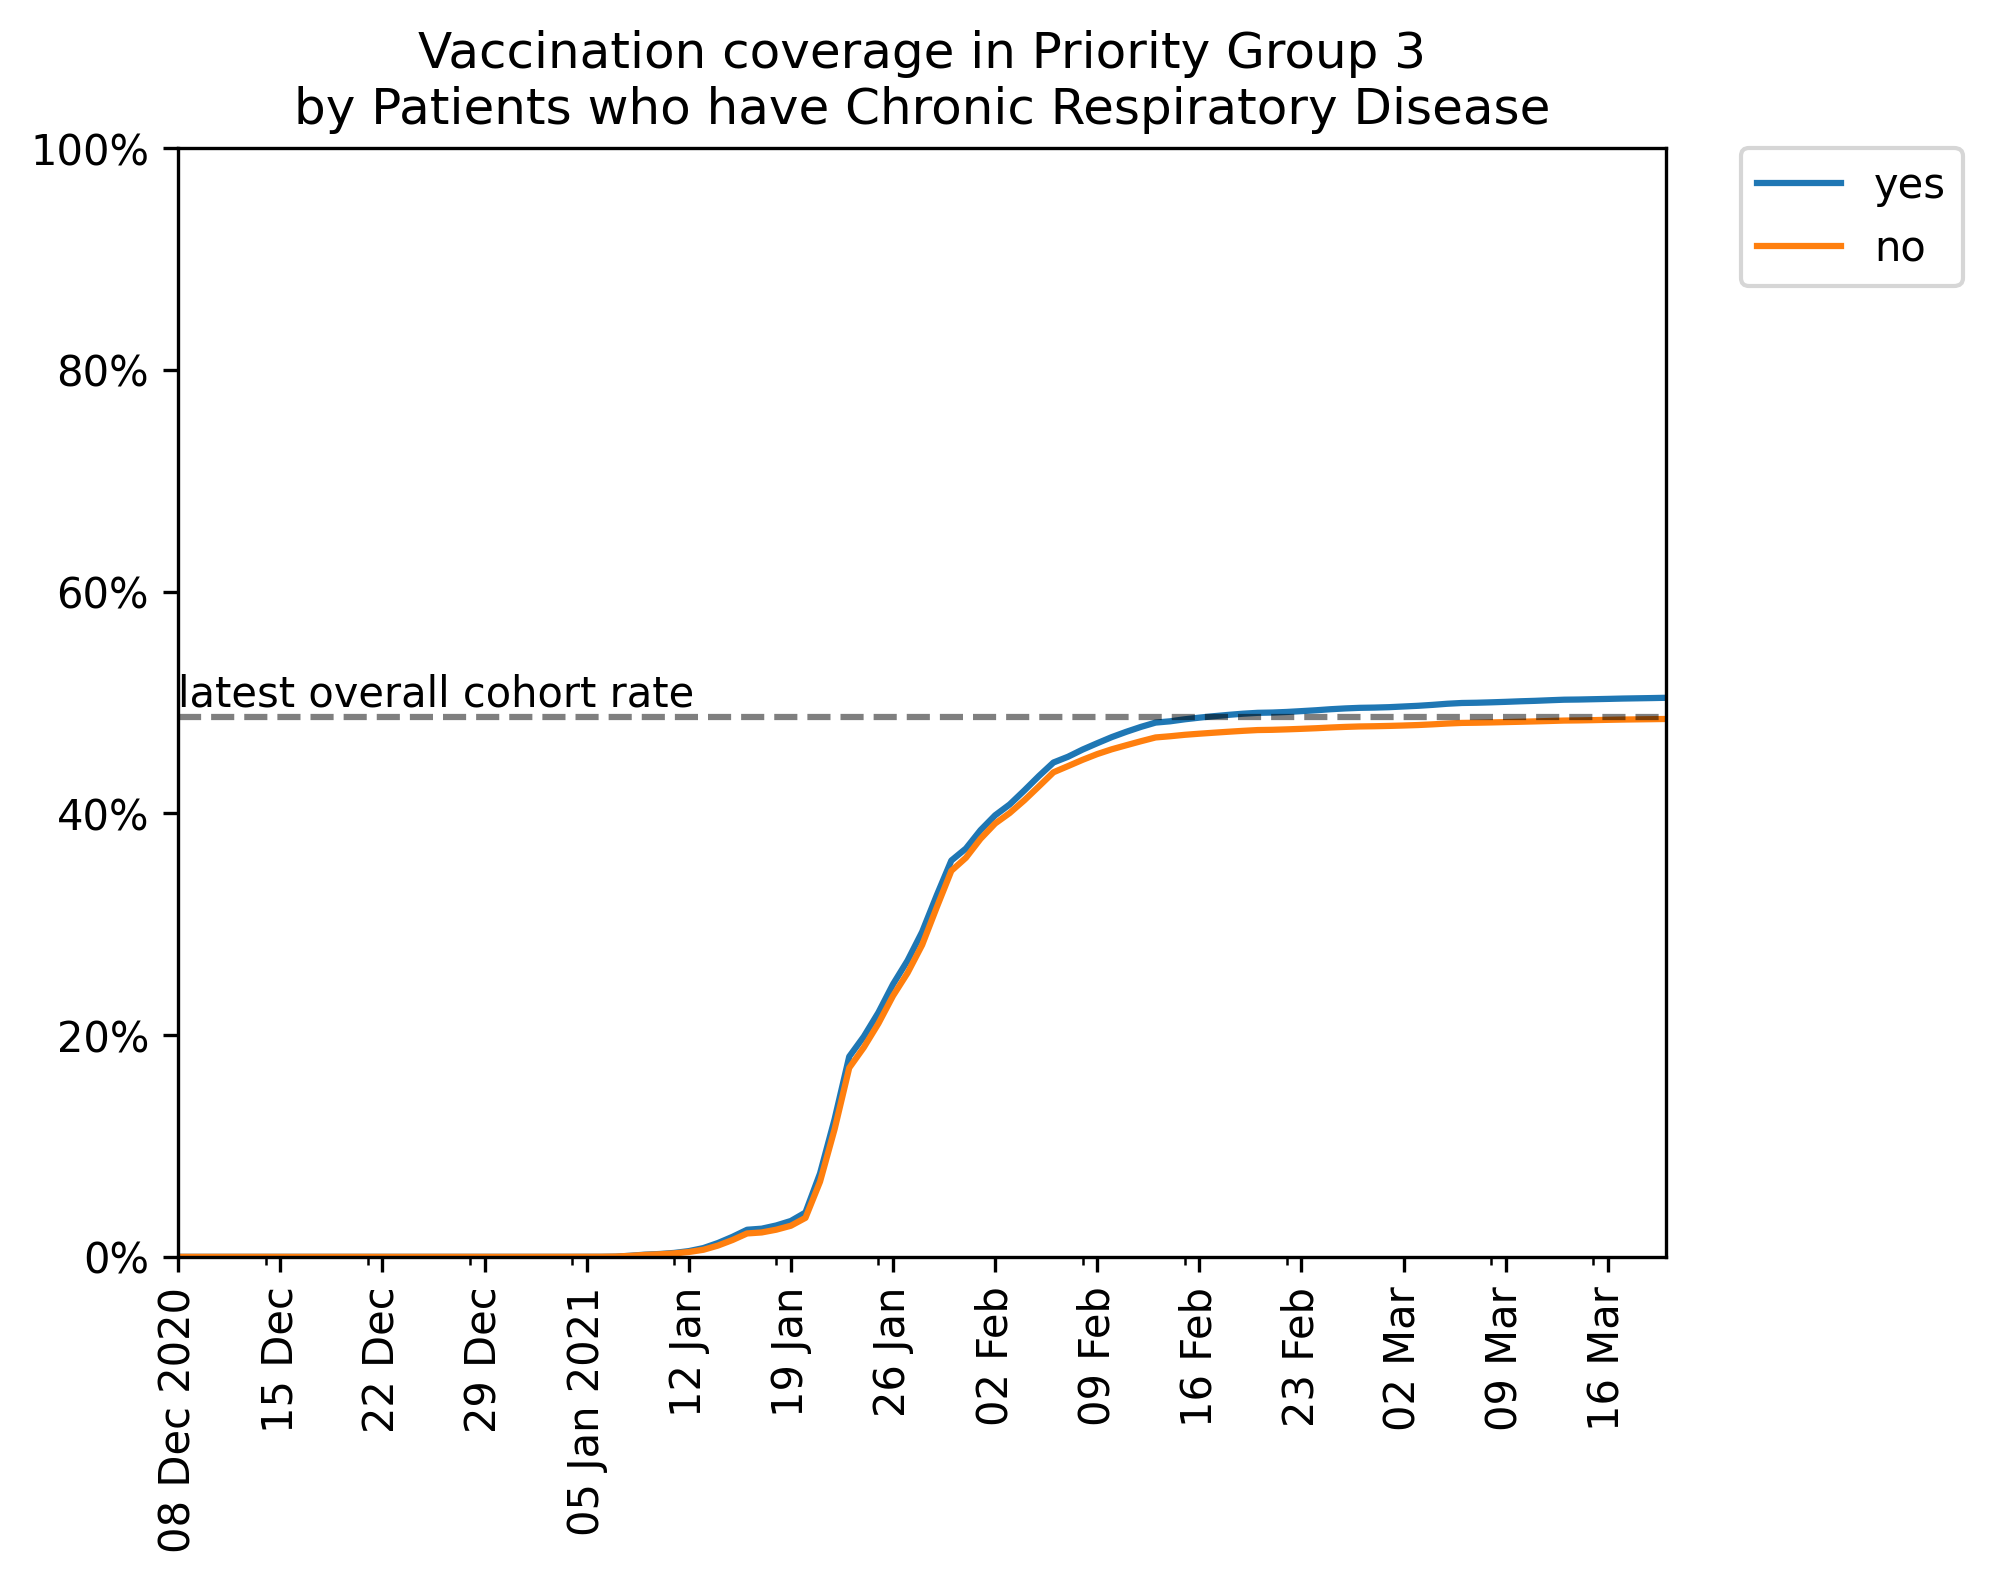 Vaccination coverage in Priority Group 3
by Patients who have Chronic Respiratory Disease
100%
80%
60%
40%
20%
0%
yes
no
latest overall cohort rate
08 Dec 2020
15 Dec
22 Dec
29 Dec
05 Jan 2021
12 Jan
19 Jan
26 Jan
02 Feb
09 Feb
16 Feb
23 Feb
02 Mar
09 Mar
16 Mar